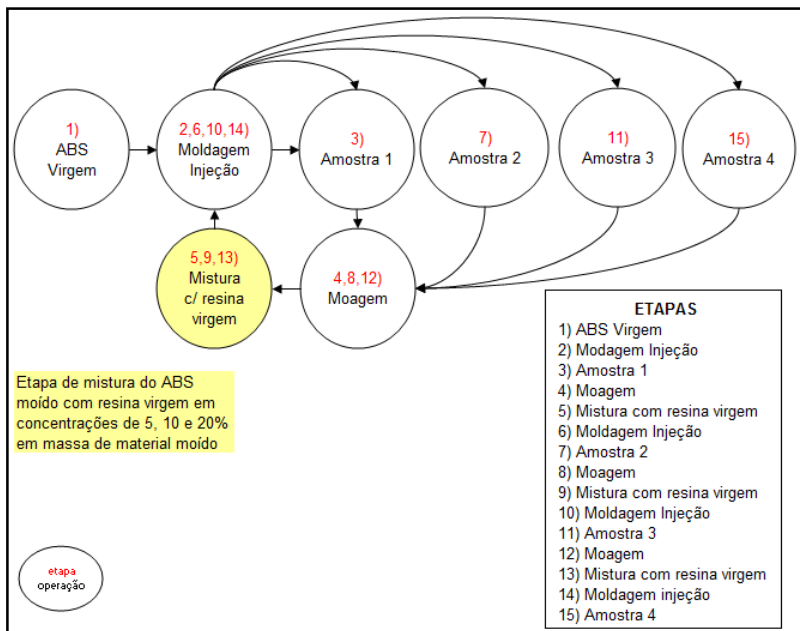 1)
ABS
Virgem
2,6,10,14)
Moldagem
Injeção
3)
Amostra 1
7)
Amostra 2
11)
Amostra 3
15)
Amostra 4
5,9,13)
Mistura
c/ resina
virgem
4,8,12)
Moagem
Etapa de mistura do ABS
moído com resina virgem em
concentrações de 5, 10 e 20%
em massa de material moído
etapa
operação
ETAPAS
1) ABS Virgem
2) Modagem Injeção
3) Amostra 1
4) Moagem
5) Mistura com resina virgem
6) Moldagem Injeção
7) Amostra 2
8) Moagem
9) Mistura com resina virgem
10) Moldagem Injeção
11) Amostra 3
12) Moagem
13) Mistura com resina virgem
14) Moldagem injeção
15) Amostra 4